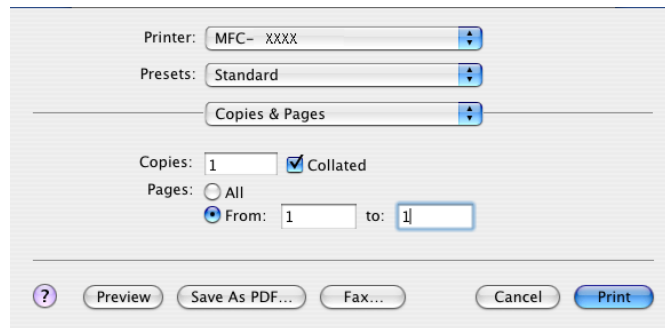 Printer: MFC- XXXX
Presets: Standard
Copies & Pages
Copies: 1 Collated
Pages: All
From: 1 to: 1
? Preview Save As PDF... Fax... Cancel Print